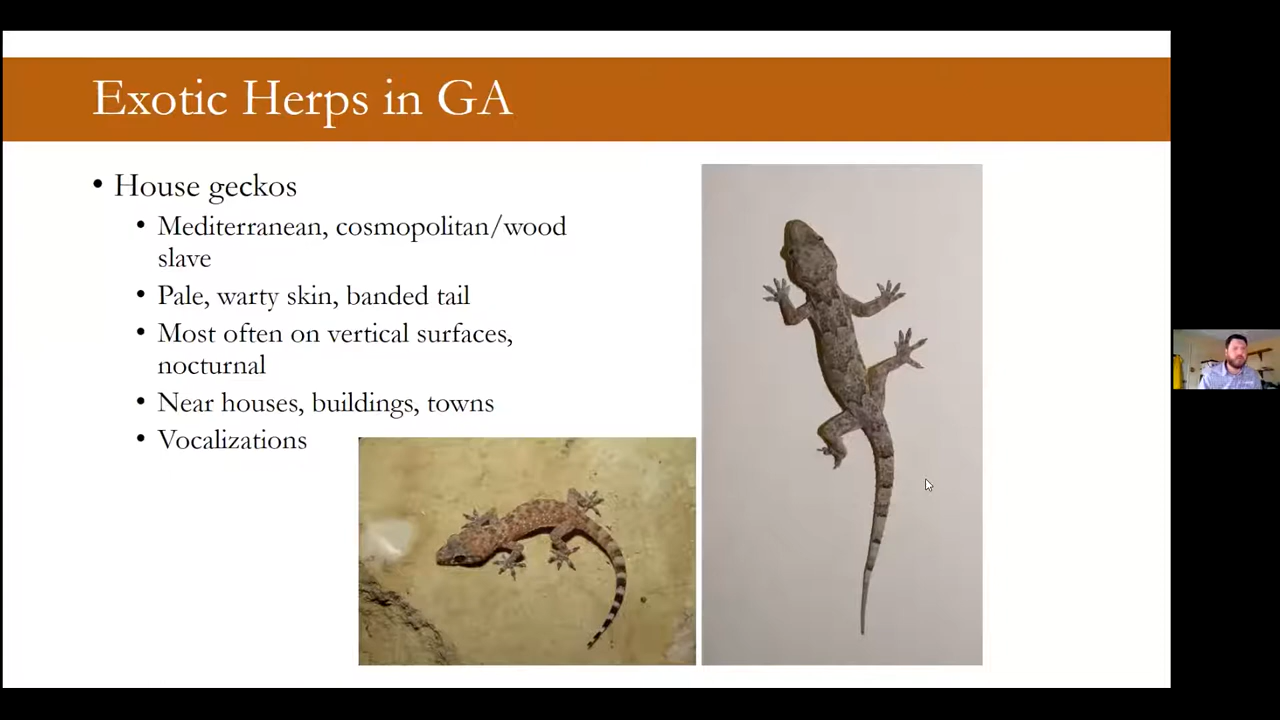 Exotic Herps in GA
• House geckos
• Mediterranean, cosmopolitan/wood
slave
• Pale, warty skin, banded tail
• Most often on vertical surfaces,
nocturnal
• Near houses, buildings, towns
• Vocalizations